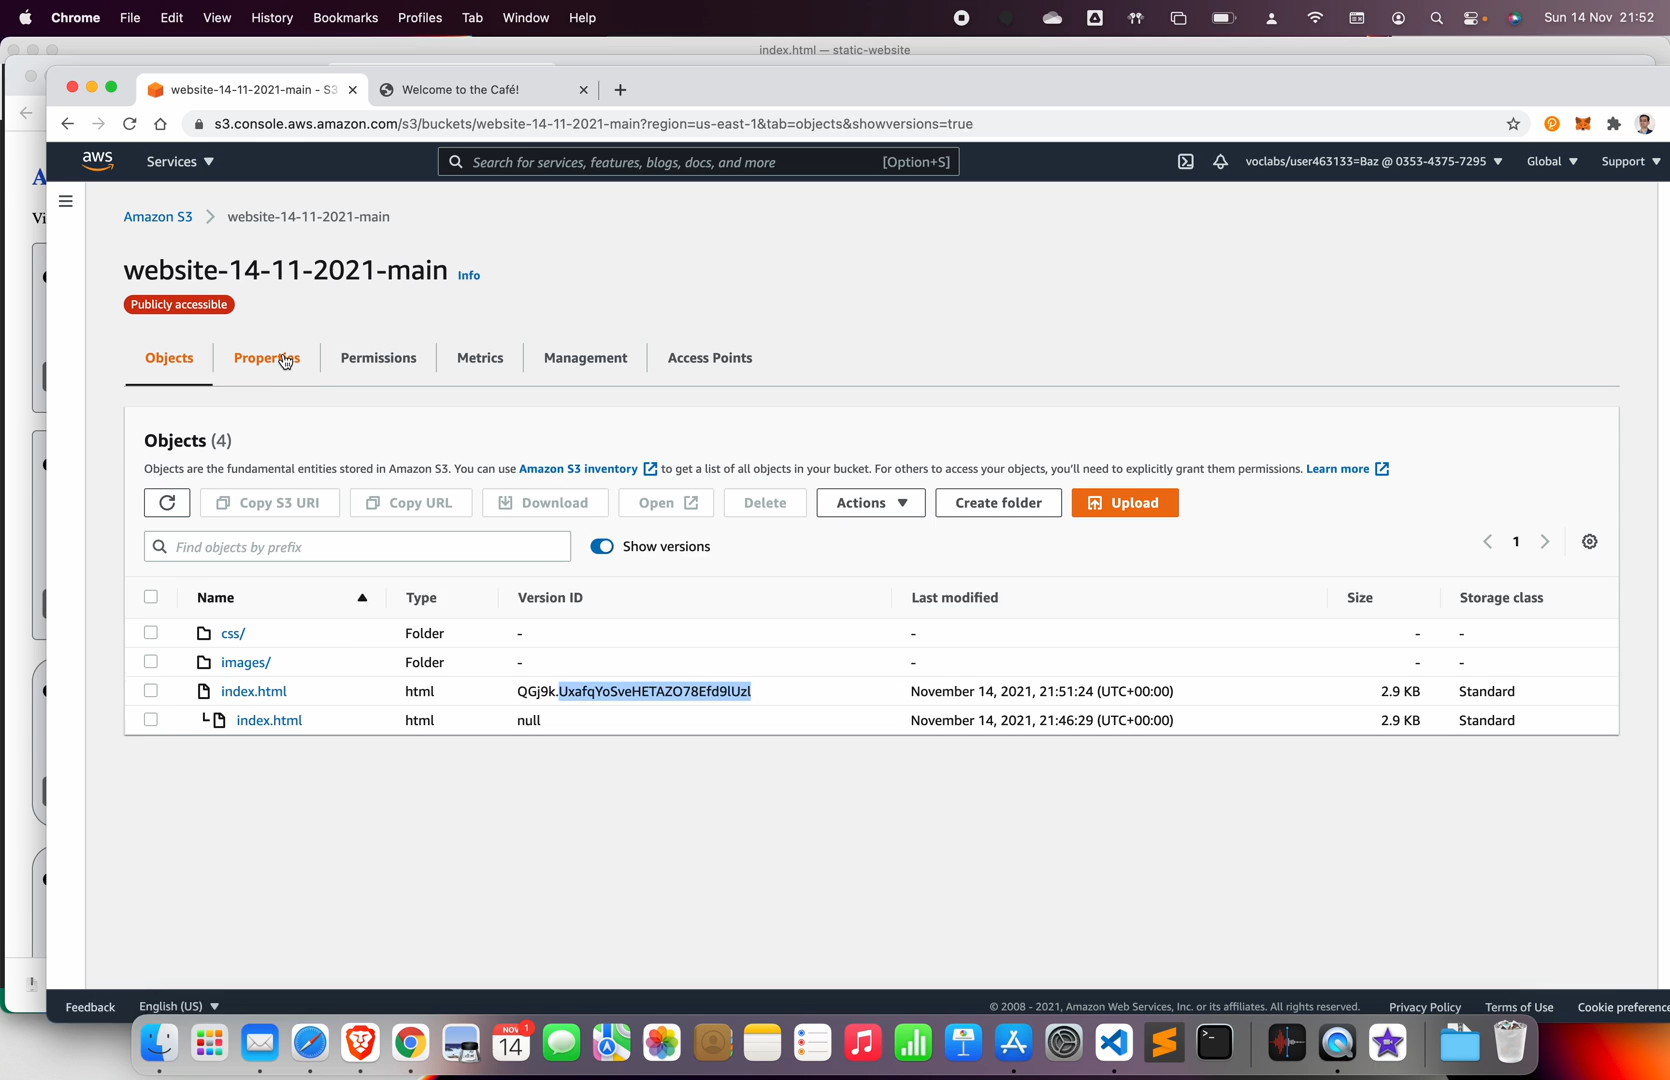 Chrome File Edit View History Bookmarks Profiles Tab Window Help Sun 14 Nov 21:52
index.html — static-website
website-14-11-2021-main - S3 Welcome to the Café!
s3.console.aws.amazon.com/s3/buckets/website-14-11-2021-main?region=us-east-1&tab=objects&showversions=true
aws Services Search for services, features, blogs, docs, and more [Option+S] voclabs/user463133=Baz @ 0353-4375-7295 Global Support
A
Vi
Amazon S3 website-14-11-2021-main
website-14-11-2021-main Info
Publicly accessible
Objects Properties Permissions Metrics Management Access Points
Objects (4)
Objects are the fundamental entities stored in Amazon S3. You can use Amazon S3 inventory to get a list of all objects in your bucket. For others to access your objects, you'll need to explicitly grant them permissions. Learn more
Copy S3 URI Copy URL Download Open Delete Actions Create folder Upload
Find objects by prefix Show versions 1
Name Type Version ID Last modified Size Storage class
css/ Folder - - - -
images/ Folder - - - -
index.html html QGj9k.UxafqYoSveHETAZO78Efd9lUzl November 14, 2021, 21:51:24 (UTC+00:00) 2.9 KB Standard
index.html html null November 14, 2021, 21:46:29 (UTC+00:00) 2.9 KB Standard
Feedback English (US) © 2008 - 2021, Amazon Web Services, Inc. or its affiliates. All rights reserved. Privacy Policy Terms of Use Cookie preference
NOV 1
14